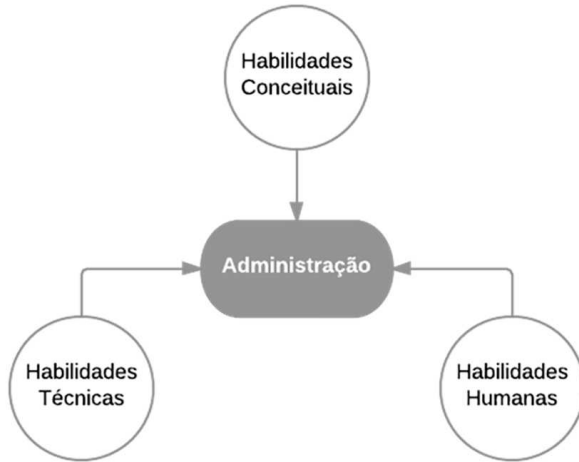 Habilidades
Conceituais
Administração
Habilidades
Técnicas
Habilidades
Humanas